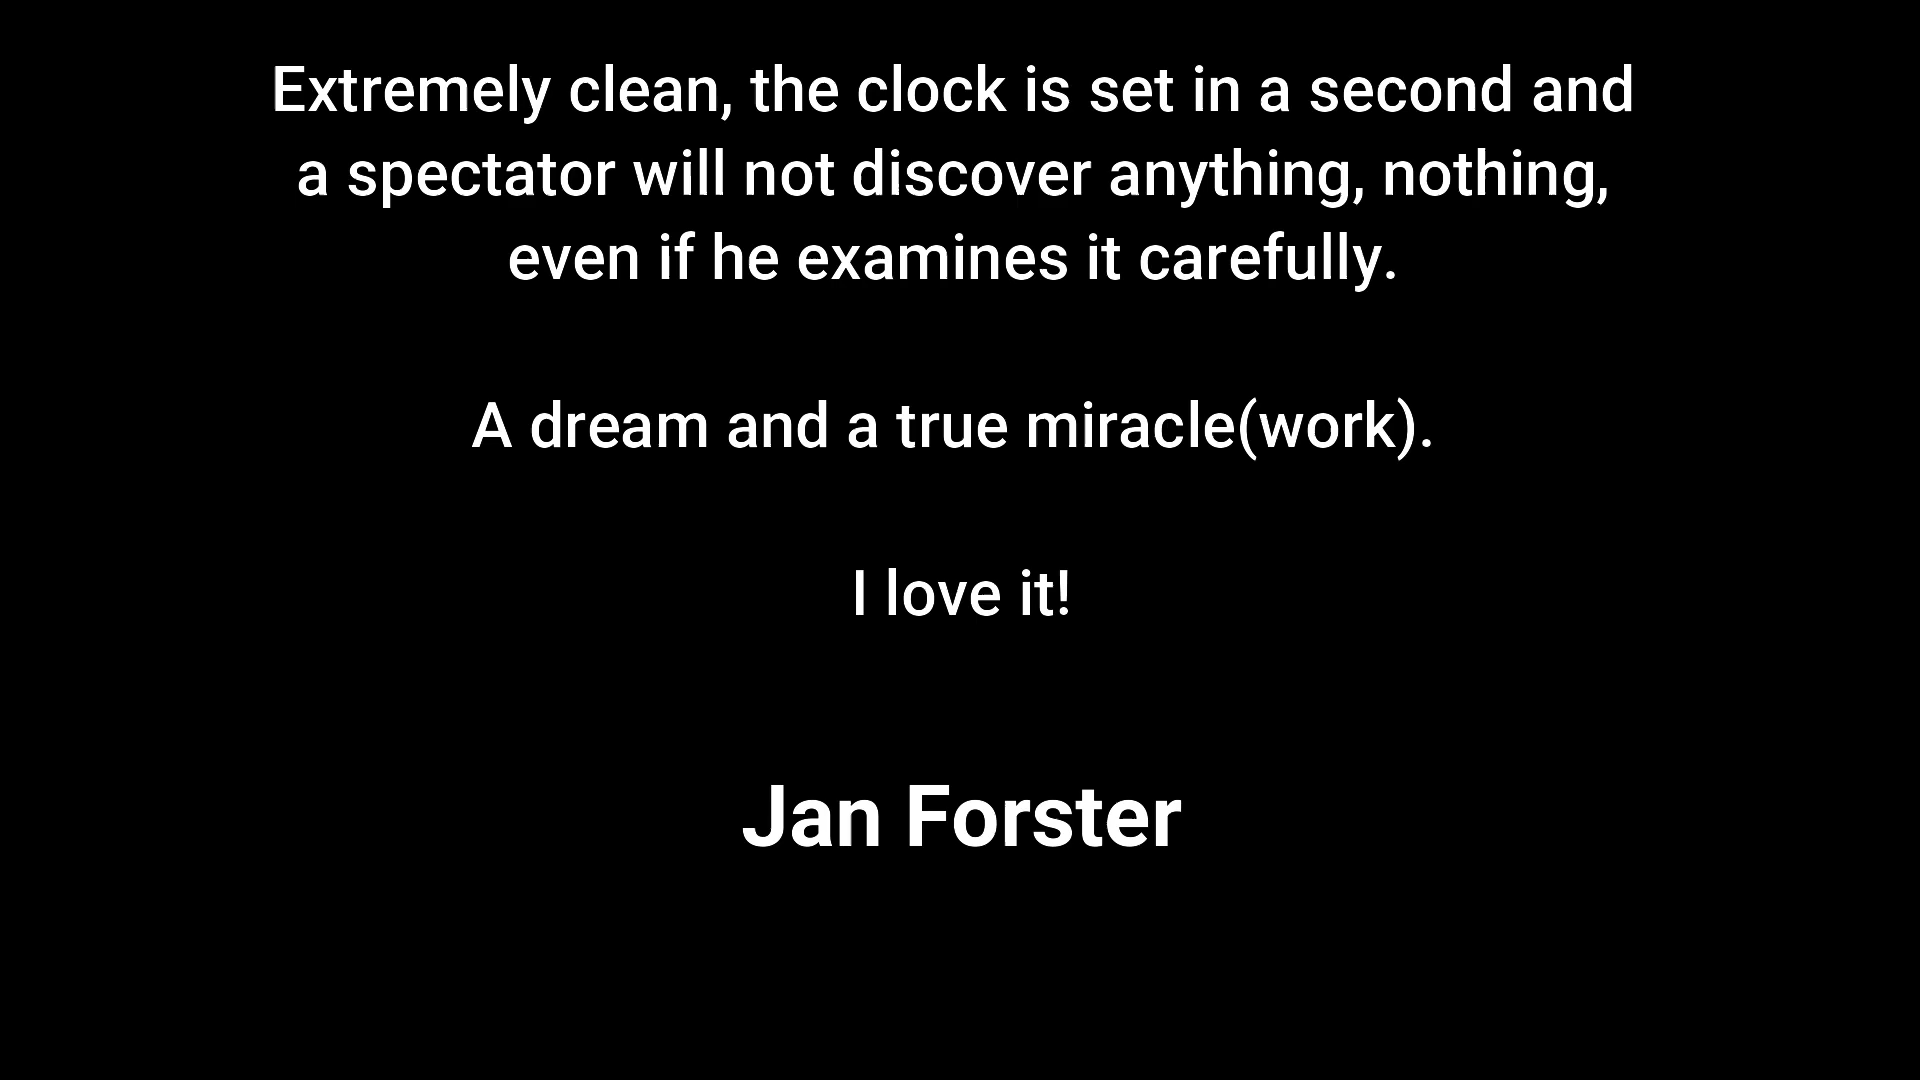 Extremely clean, the clock is set in a second and
a spectator will not discover anything, nothing,
even if he examines it carefully.
A dream and a true miracle(work).
I love it!
Jan Forster